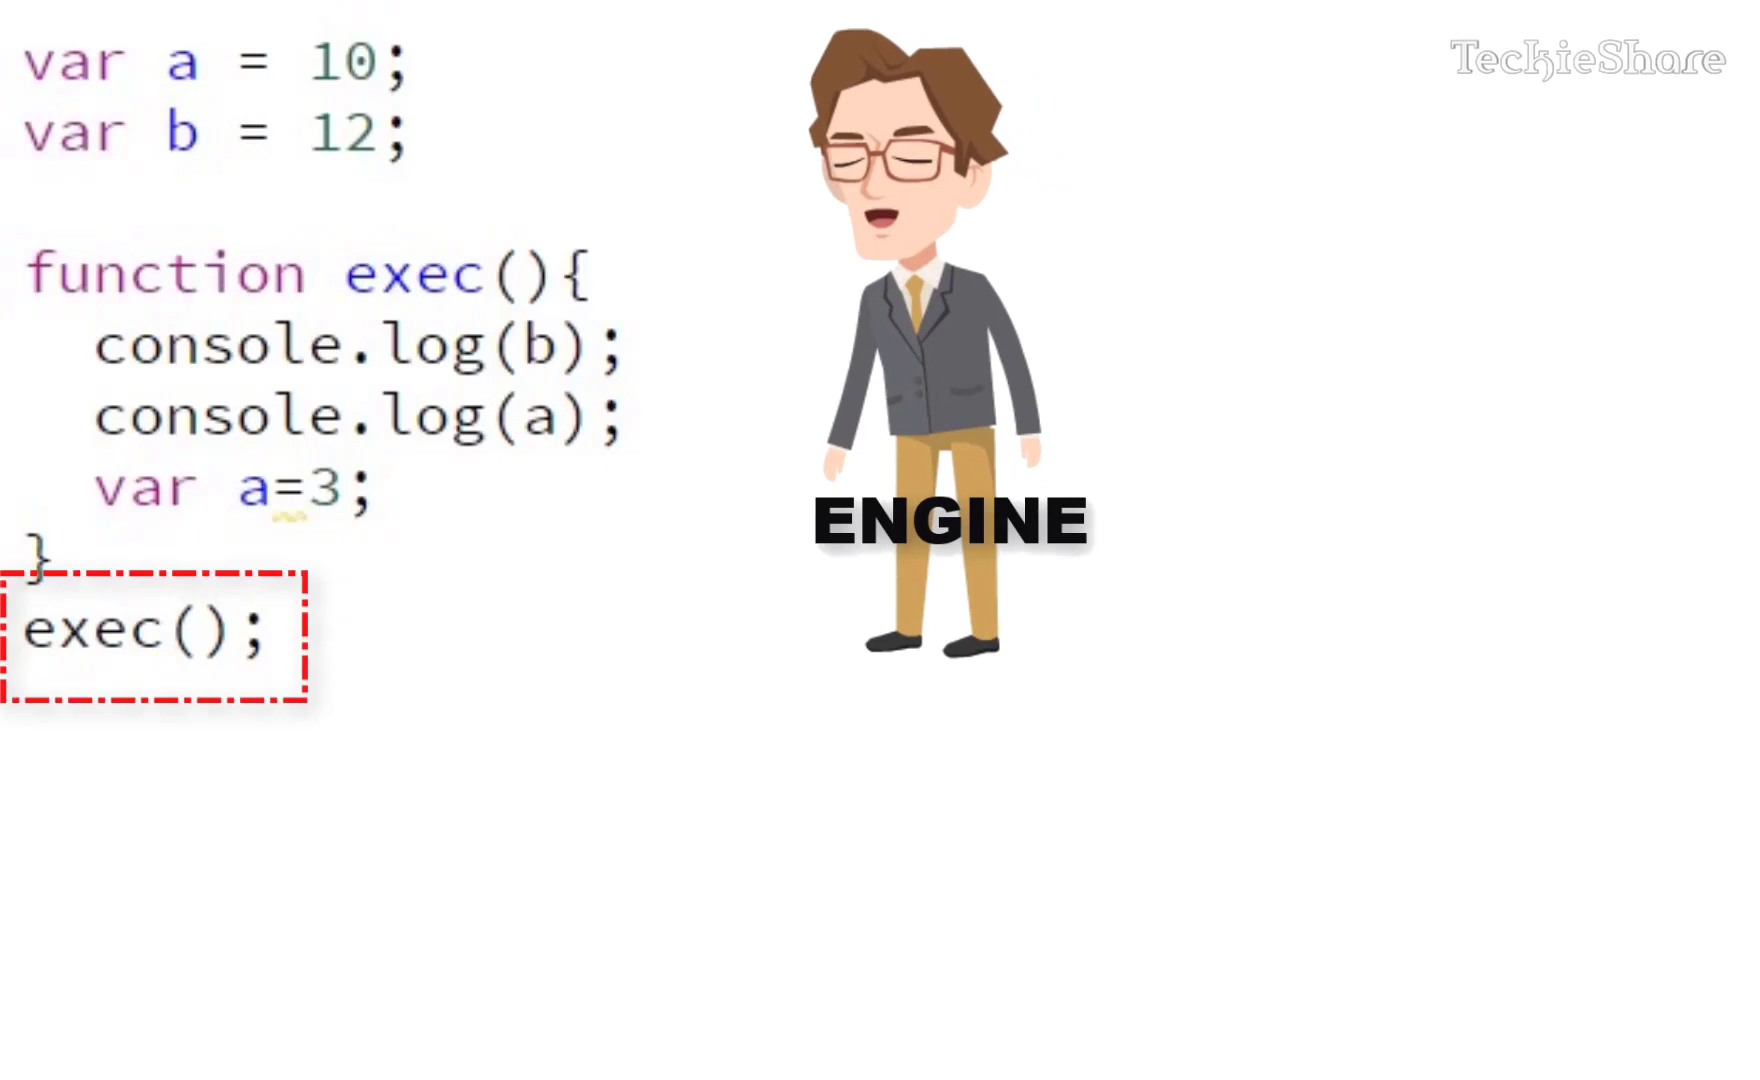 var a = 10;
var b = 12;
function exec(){
console.log(b);
console.log(a);
var a=3;
}
exec();
ENGINE
TechieShare